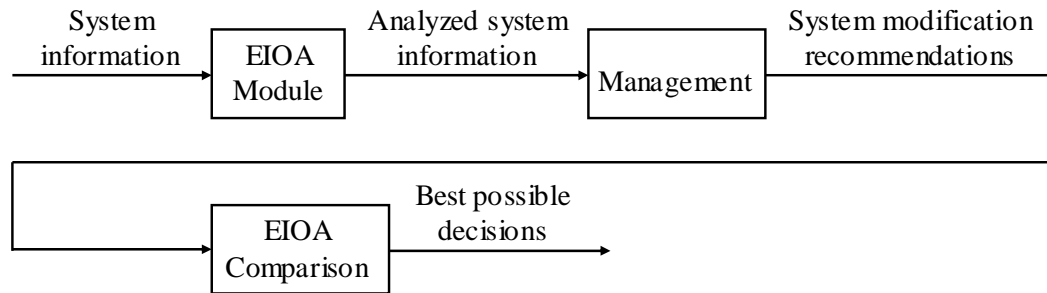 System
information
EIOA
Module
Analyzed system
information
Management
System modification
recommendations
EIOA
Comparison
Best possible
decisions